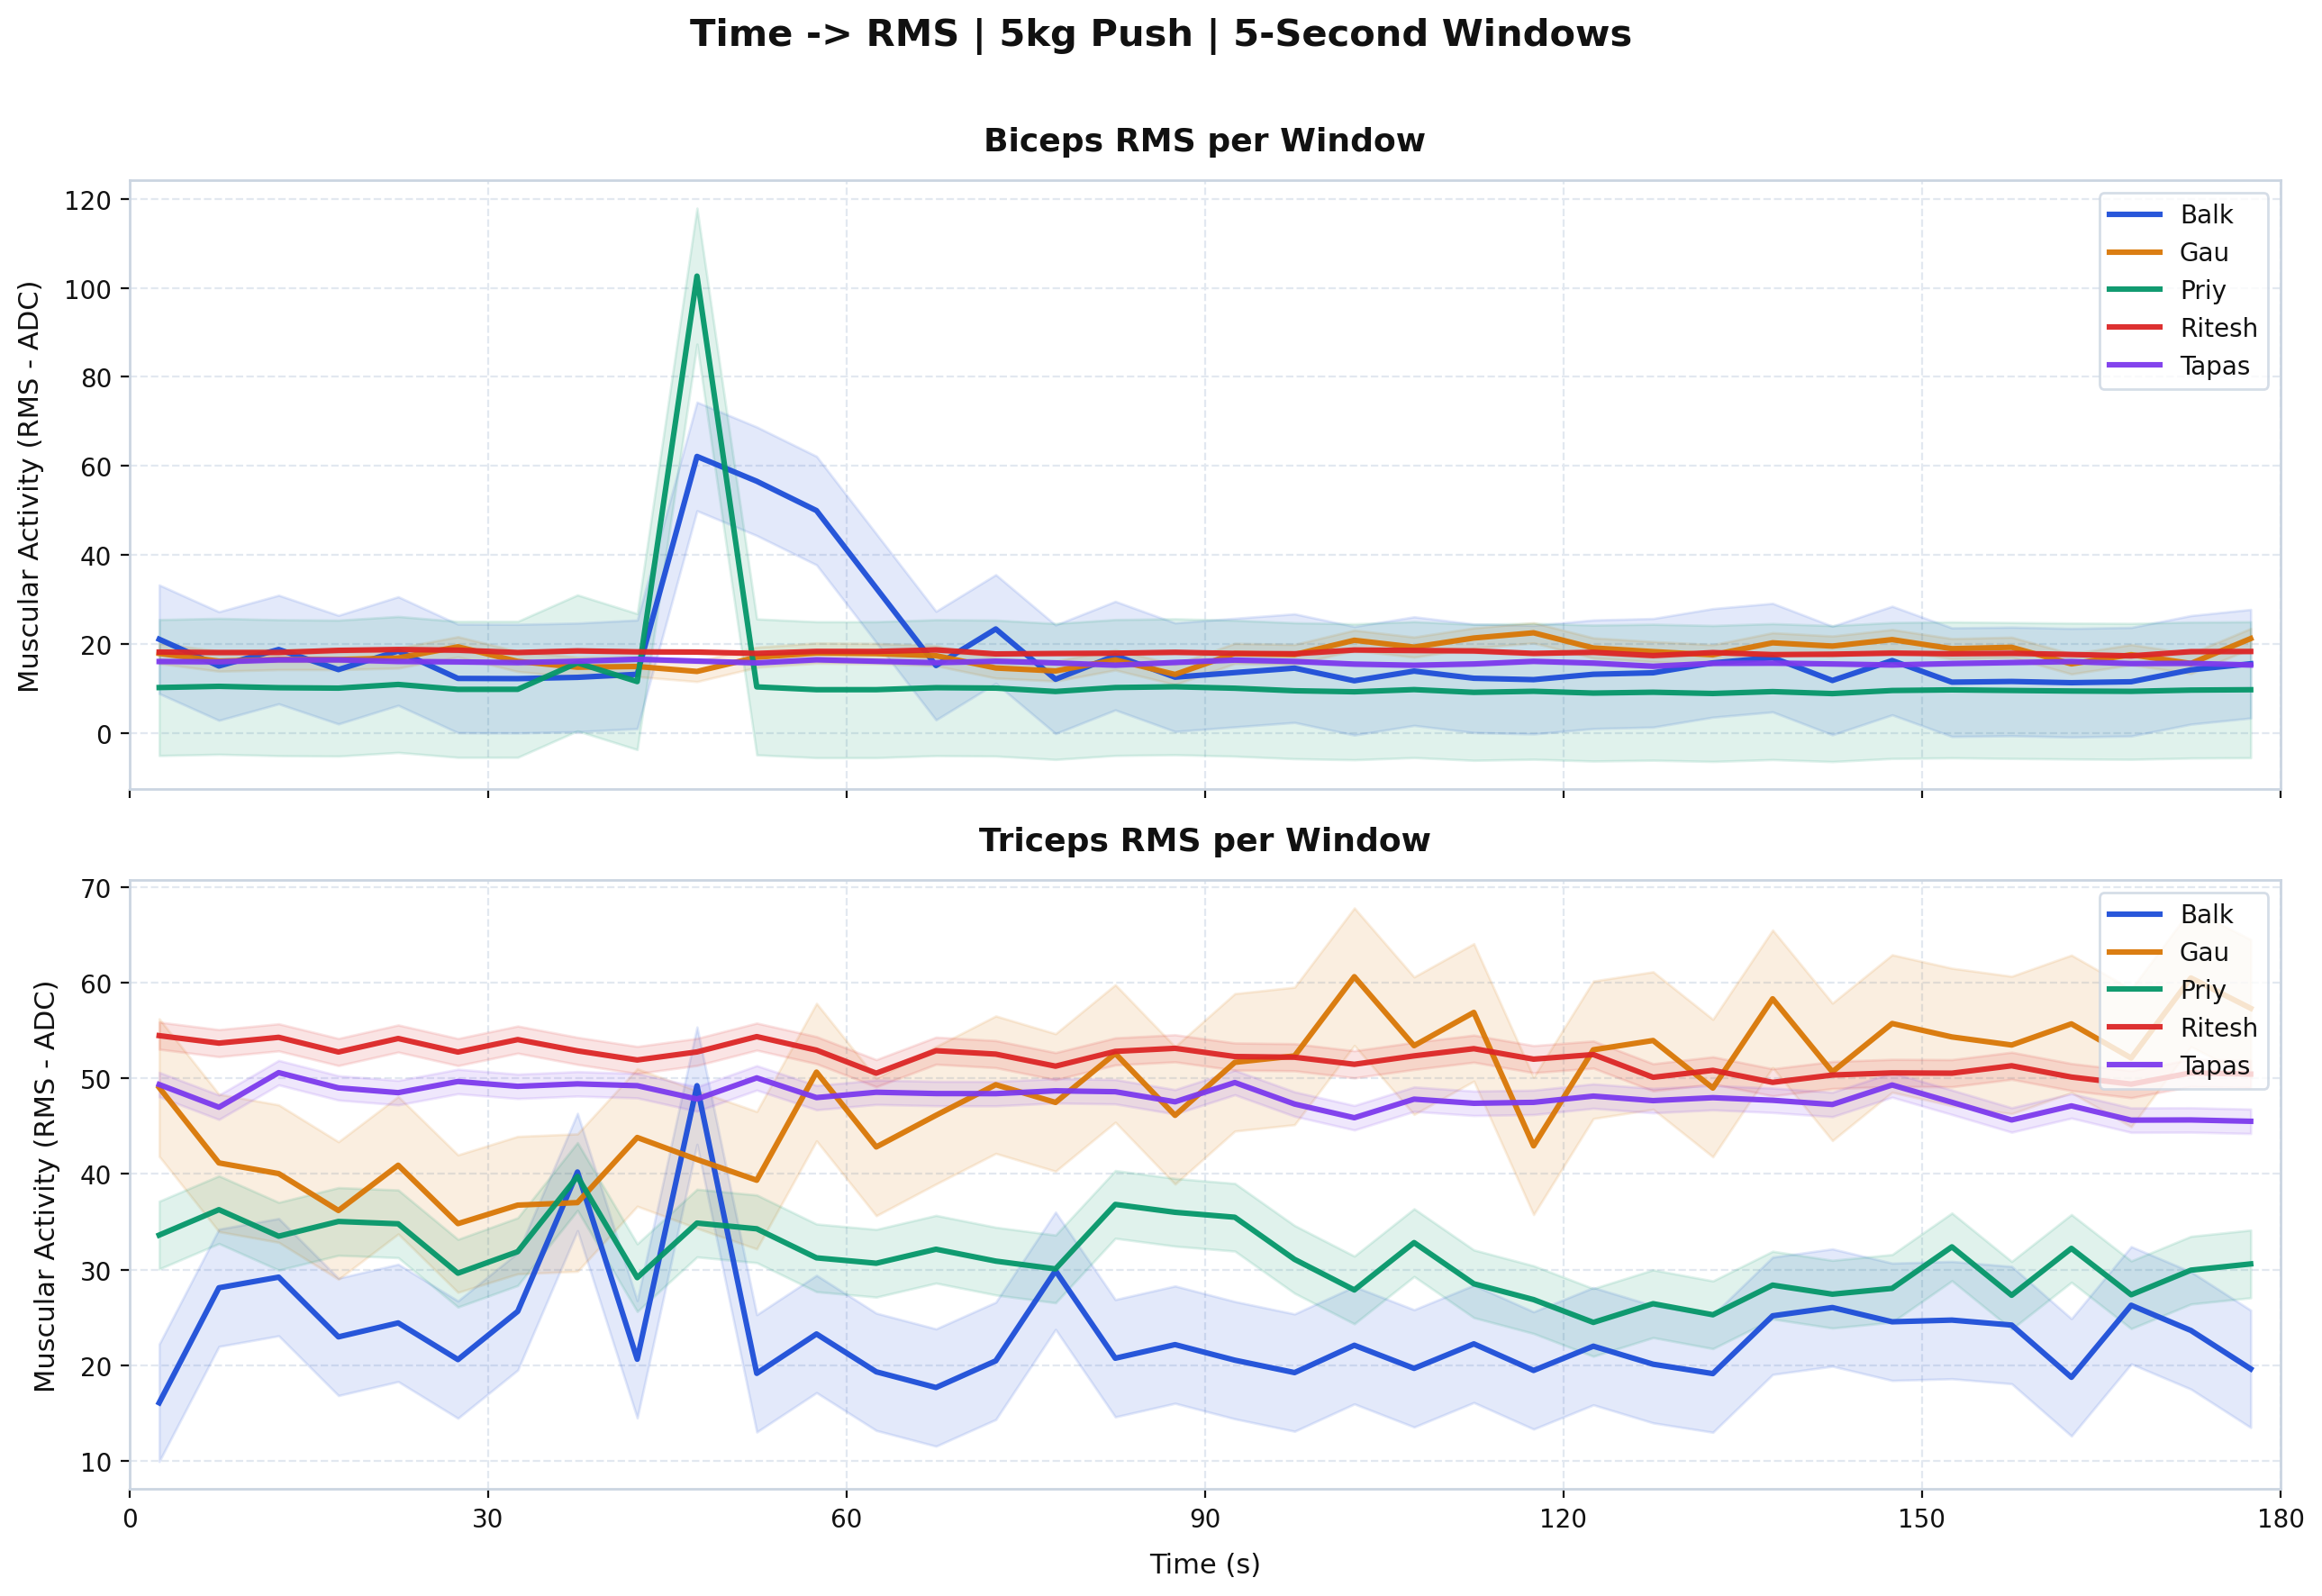 Time -> RMS | 5kg Push | 5-Second Windows
Biceps RMS per Window
Muscular Activity (RMS - ADC)
120
100
80
60
40
20
0
Balk
Gau
Priy
Ritesh
Tapas
Triceps RMS per Window
Muscular Activity (RMS - ADC)
70
60
50
40
30
20
10
Balk
Gau
Priy
Ritesh
Tapas
0 30 60 90 120 150 180
Time (s)